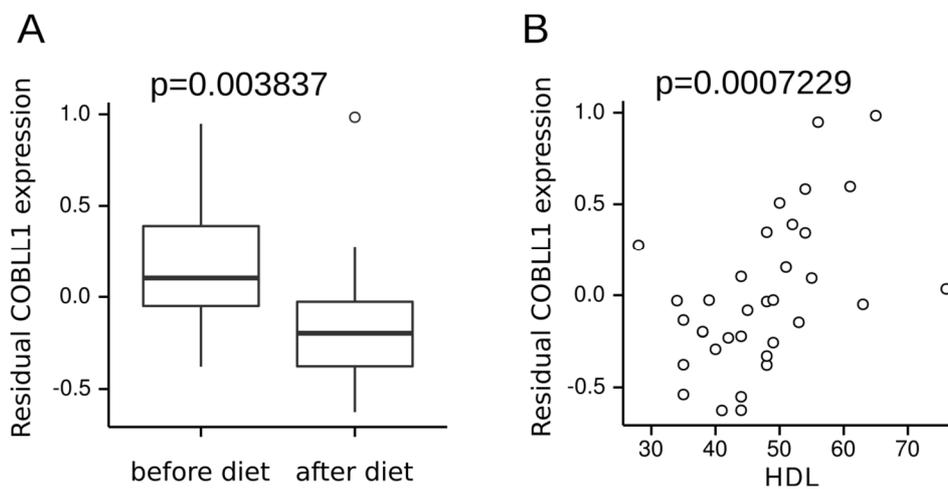 A
p=0.003837
Residual COBLL1 expression
1.0
0.5
0.0
-0.5
before diet
after diet
B
p=0.0007229
Residual COBLL1 expression
1.0
0.5
0.0
-0.5
30 40 50 60 70
HDL